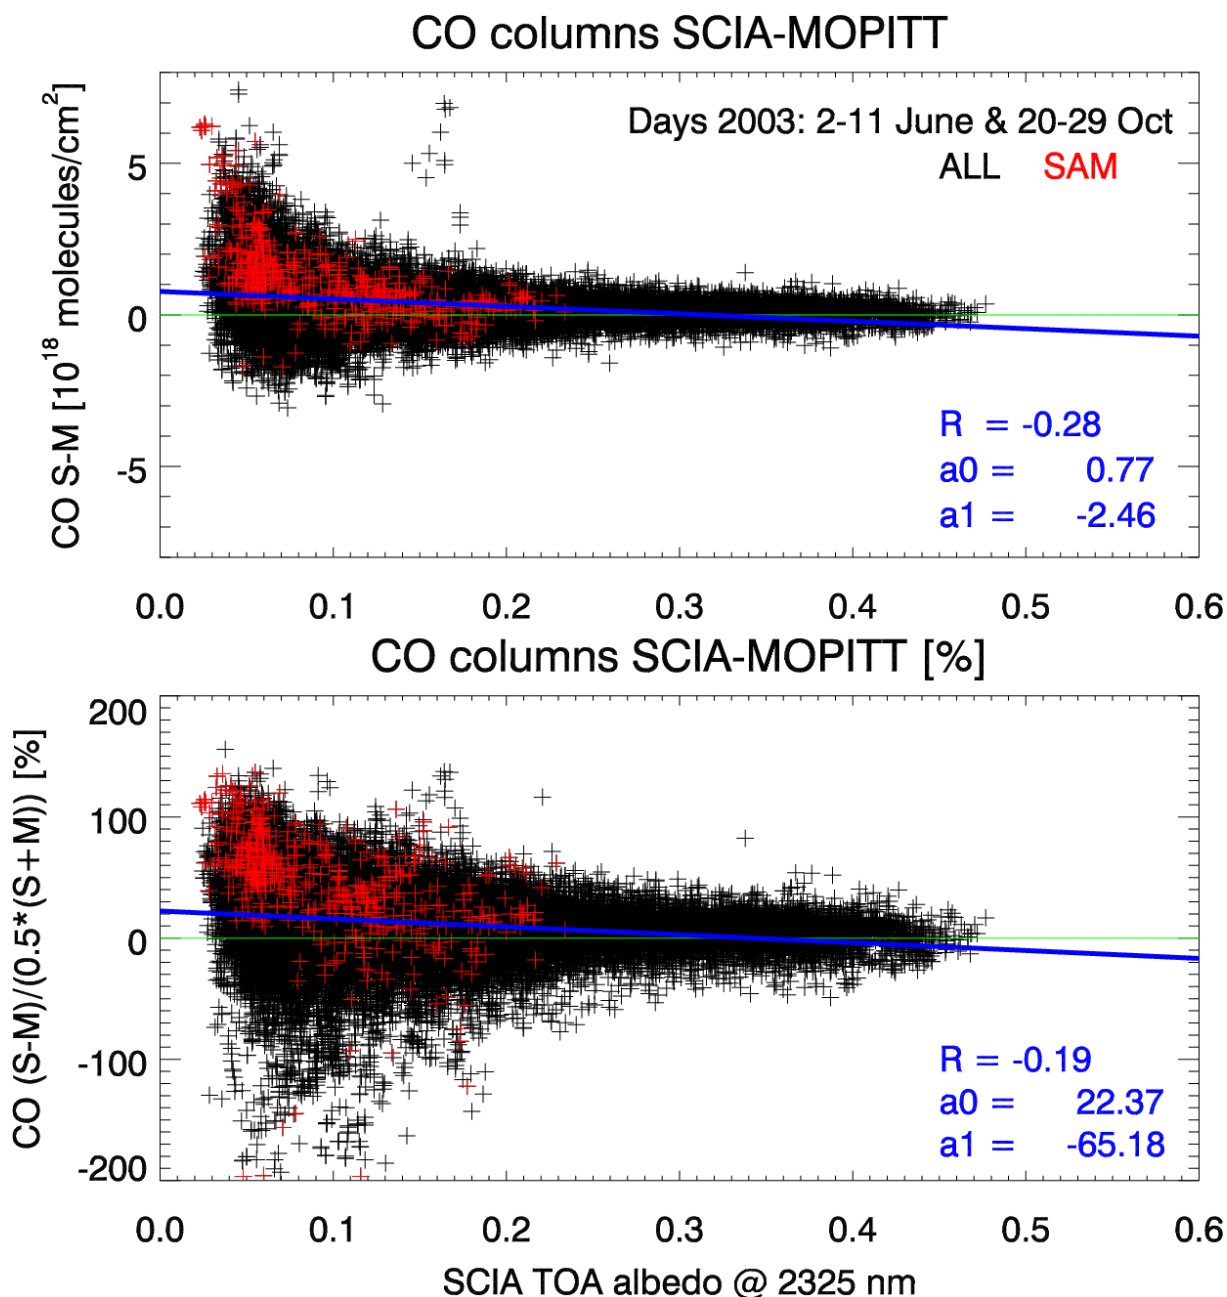 CO columns SCIA-MOPITT
Days 2003: 2-11 June & 20-29 Oct
ALL SAM
CO S-M [10^18 molecules/cm^2]
5
0
-5
R = -0.28
a0 = 0.77
a1 = -2.46
0.0 0.1 0.2 0.3 0.4 0.5 0.6
CO columns SCIA-MOPITT [%]
CO (S-M)/(0.5*(S+M)) [%]
200
100
0
-100
-200
R = -0.19
a0 = 22.37
a1 = -65.18
0.0 0.1 0.2 0.3 0.4 0.5 0.6
SCIA TOA albedo @ 2325 nm